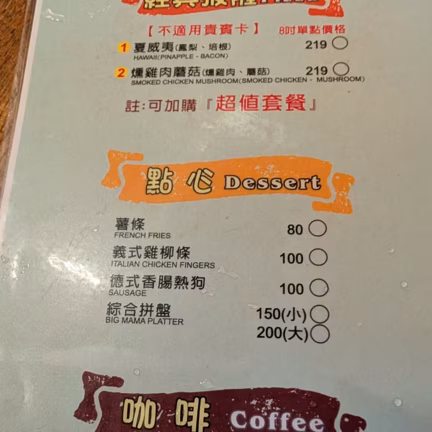 【不適用貴賓卡】 8吋單點價格
1 夏威夷(鳳梨、培根) 219
HAWAII(PINAPPLE、BACON)
2 燻雞肉蘑菇(燻雞肉、蘑菇) 219
SMOKED CHICKEN MUSHROOM(SMOKED CHICKEN、MUSHROOM)
註:可加購『超值套餐』
點心 Dessert
薯條 80
FRENCH FRIES
義式雞柳條 100
ITALIAN CHICKEN FINGERS
德式香腸熱狗 100
SAUSAGE
綜合拼盤 150(小)
BIG MAMA PLATTER
200(大)
咖啡 Coffee